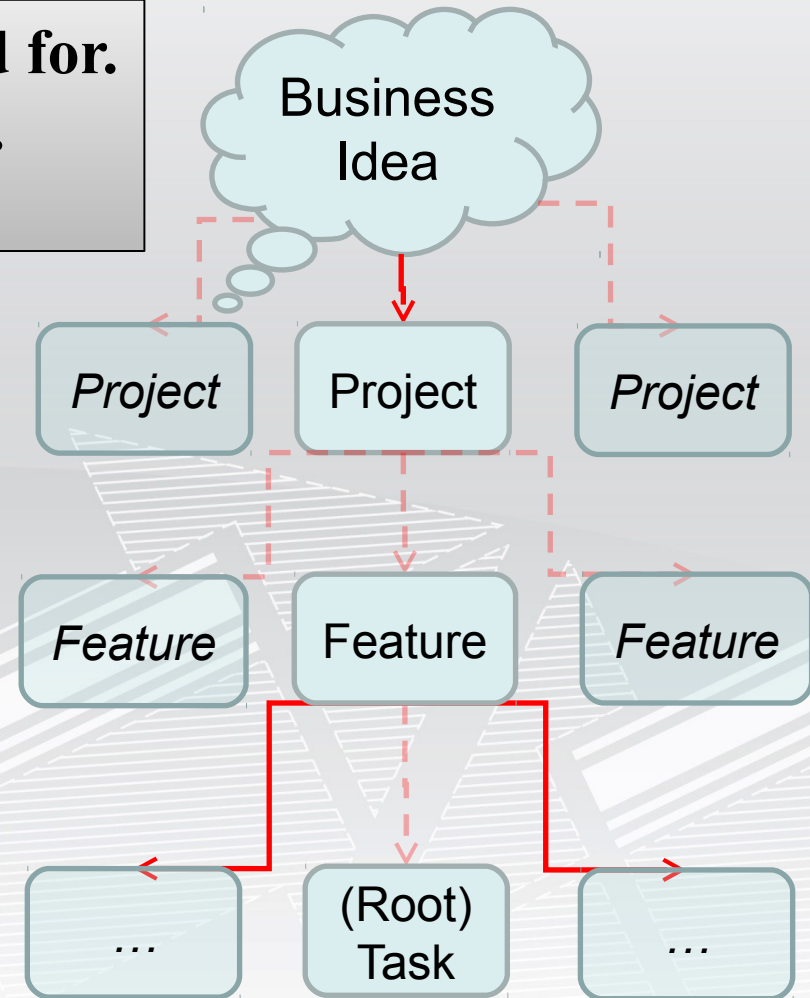 d for.
.
Business
Idea
Project
Project
Project
Feature
Feature
Feature
...
(Root)
Task
...